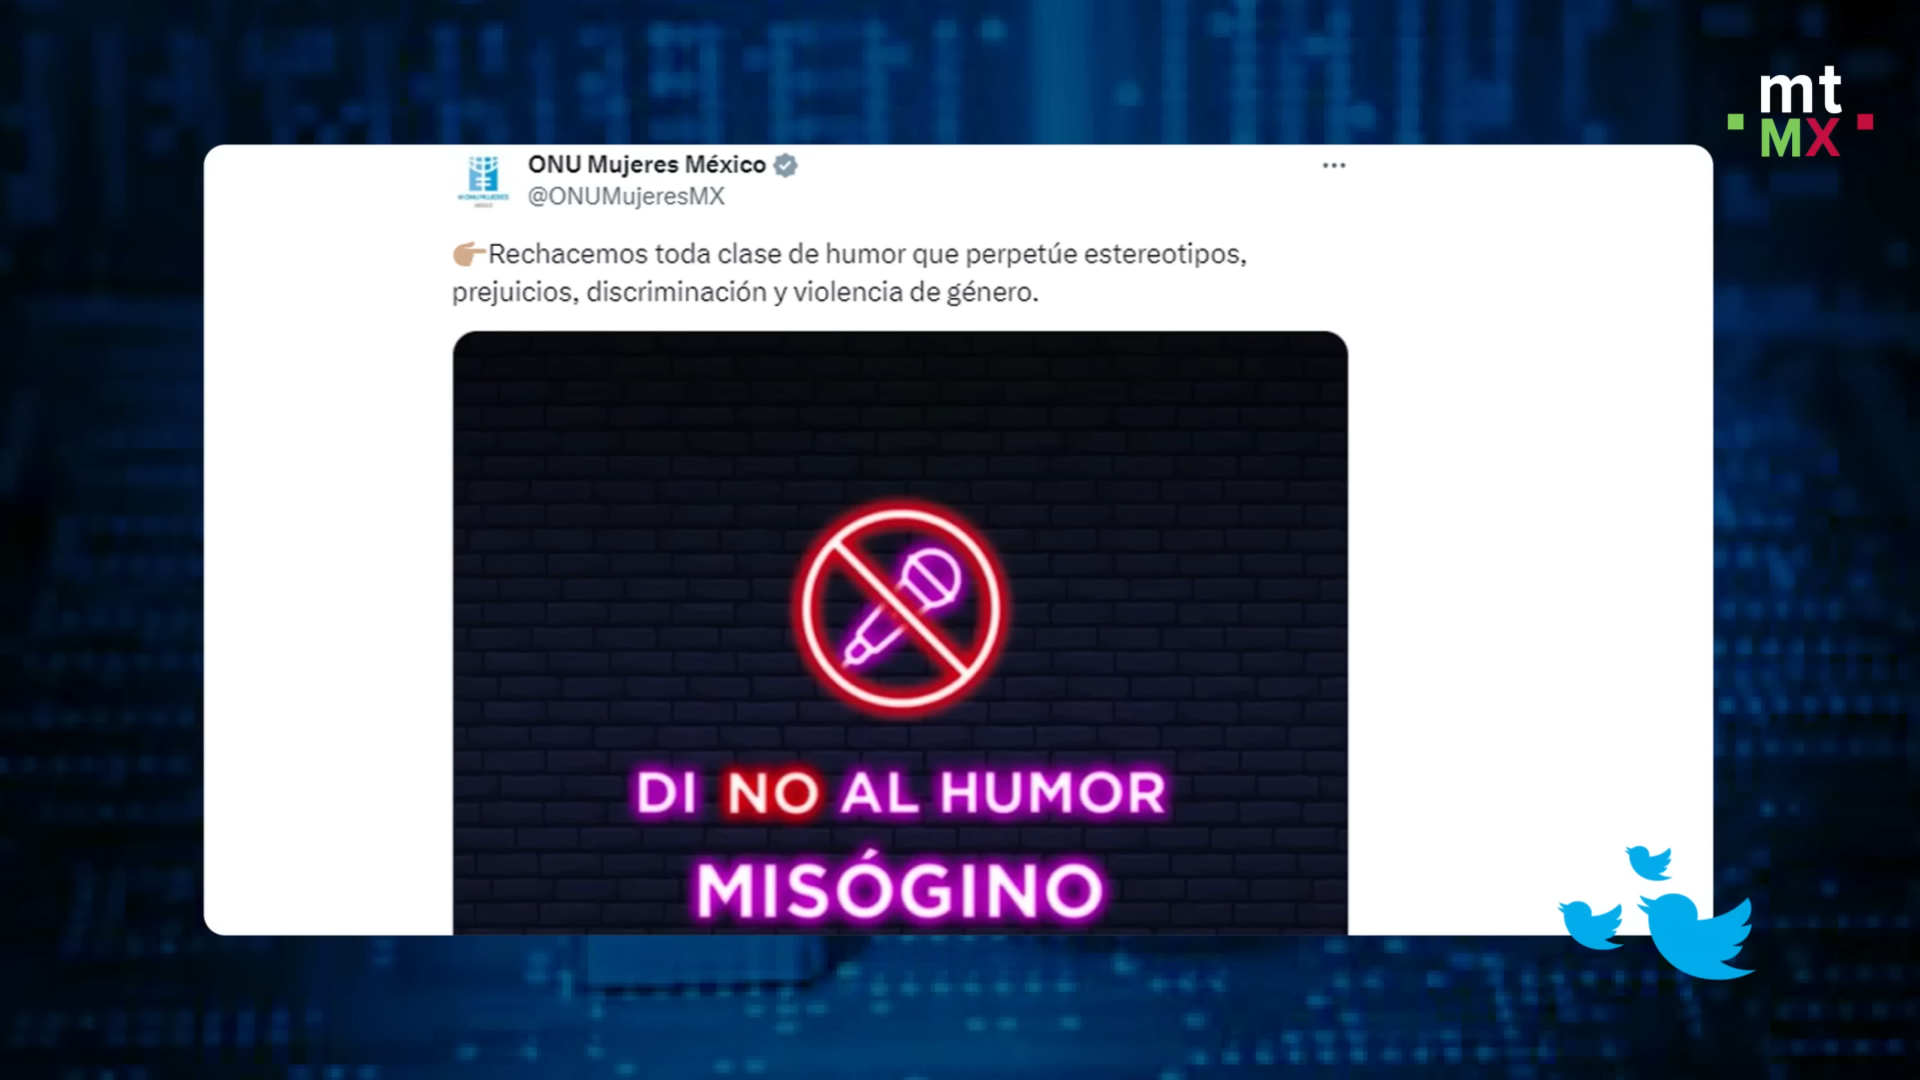 mt
MX
ONU Mujeres México
@ONUMujeresMX
Rechacemos toda clase de humor que perpetúe estereotipos,
prejuicios, discriminación y violencia de género.
DI NO AL HUMOR
MISÓGINO